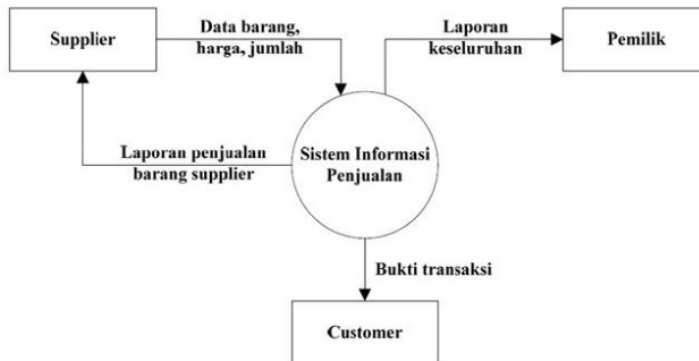 Supplier
Data barang,
harga, jumlah
Laporan
keseluruhan
Pemilik
Laporan penjualan
barang supplier
Sistem Informasi
Penjualan
Bukti transaksi
Customer